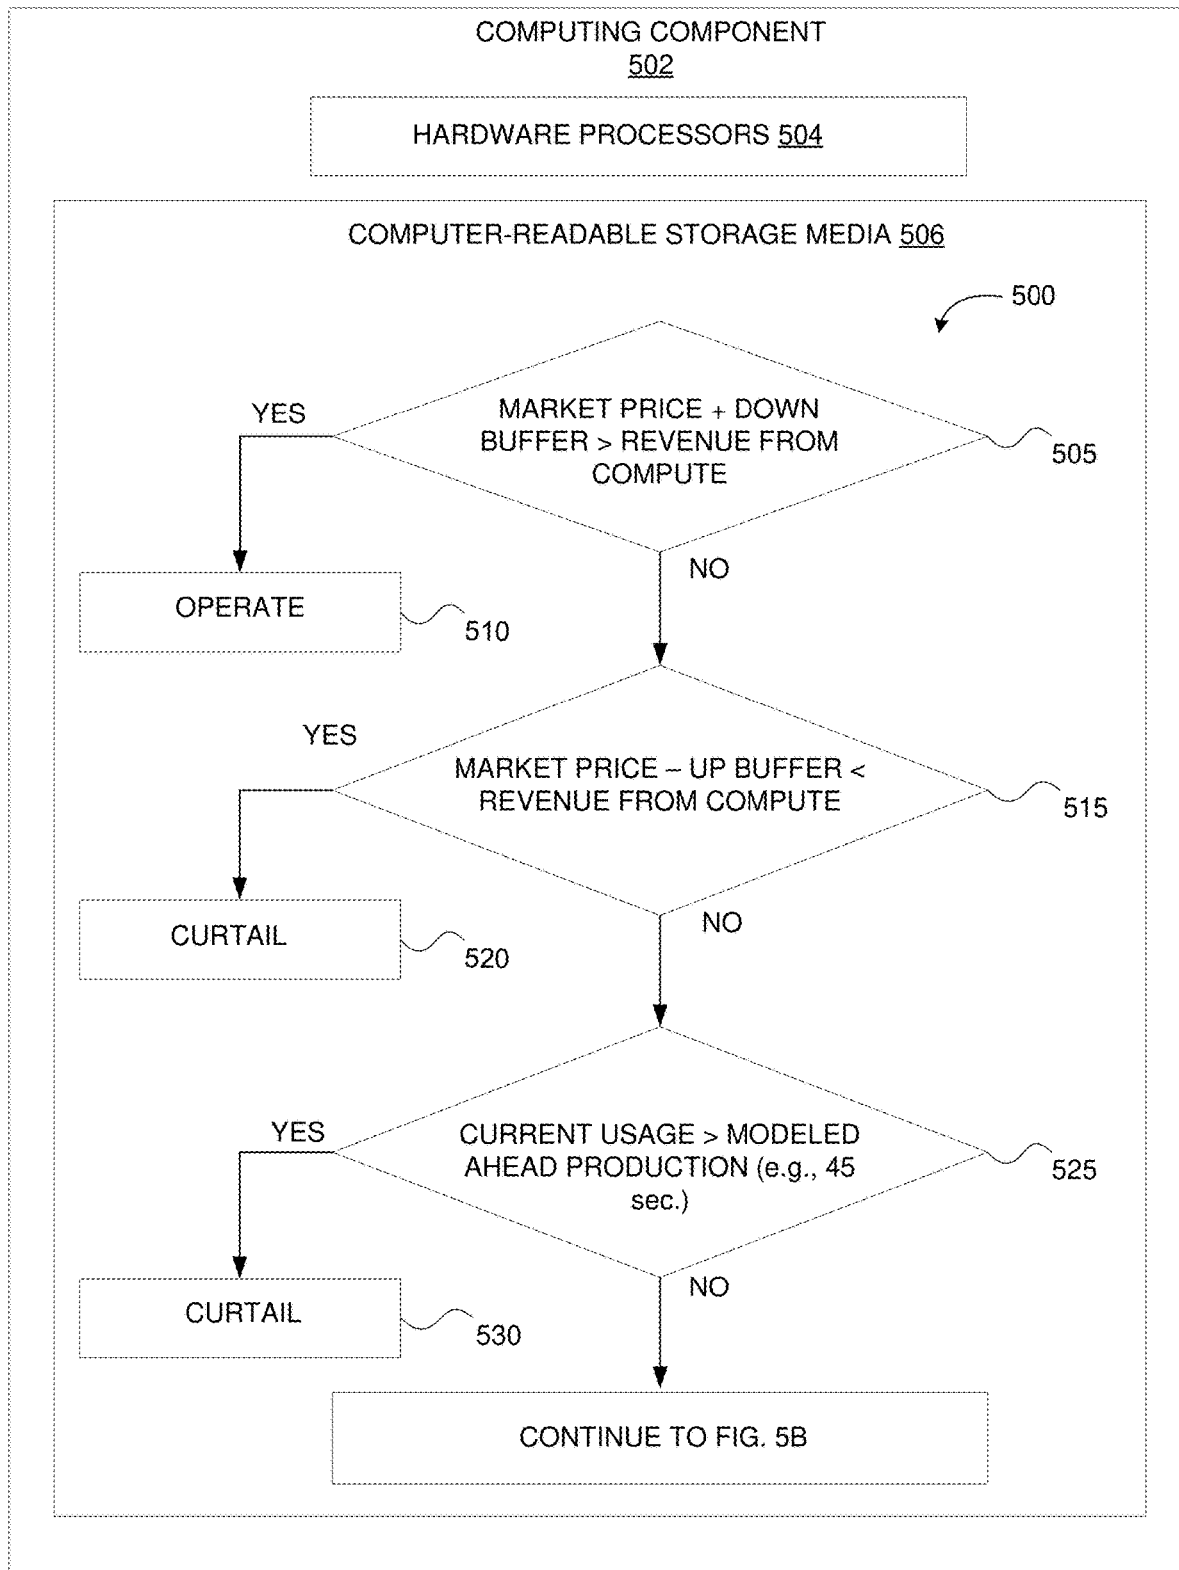 COMPUTING COMPONENT
502
HARDWARE PROCESSORS 504
COMPUTER-READABLE STORAGE MEDIA 506
500
YES
MARKET PRICE + DOWN
BUFFER > REVENUE FROM
COMPUTE
505
NO
OPERATE
510
YES
MARKET PRICE – UP BUFFER <
REVENUE FROM COMPUTE
515
NO
CURTAIL
520
YES
CURRENT USAGE > MODELED
AHEAD PRODUCTION (e.g., 45
sec.)
525
NO
CURTAIL
530
CONTINUE TO FIG. 5B